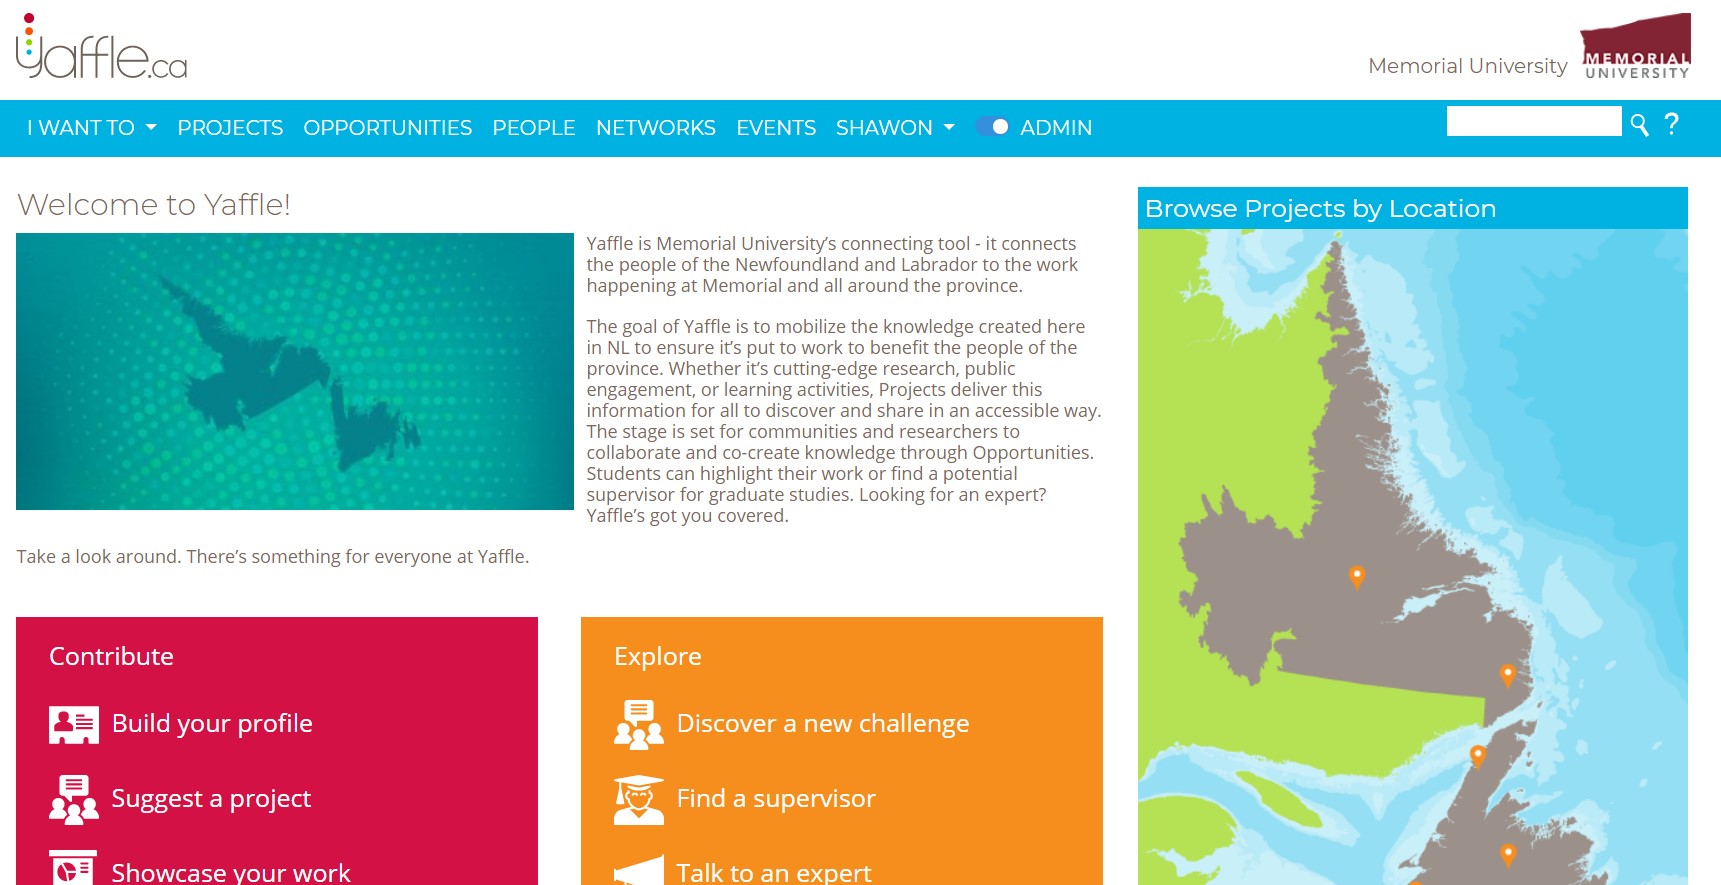 yaffle.ca
Memorial University
MEMORIAL
UNIVERSITY
I WANT TO
PROJECTS
OPPORTUNITIES
PEOPLE
NETWORKS
EVENTS
SHAWON
ADMIN
?
Welcome to Yaffle!
Yaffle is Memorial University’s connecting tool - it connects
the people of the Newfoundland and Labrador to the work
happening at Memorial and all around the province.
The goal of Yaffle is to mobilize the knowledge created here
in NL to ensure it’s put to work to benefit the people of the
province. Whether it’s cutting-edge research, public
engagement, or learning activities, Projects deliver this
information for all to discover and share in an accessible way.
The stage is set for communities and researchers to
collaborate and co-create knowledge through Opportunities.
Students can highlight their work or find a potential
supervisor for graduate studies. Looking for an expert?
Yaffle’s got you covered.
Take a look around. There’s something for everyone at Yaffle.
Contribute
Build your profile
Suggest a project
Showcase your work
Explore
Discover a new challenge
Find a supervisor
Talk to an expert
Browse Projects by Location